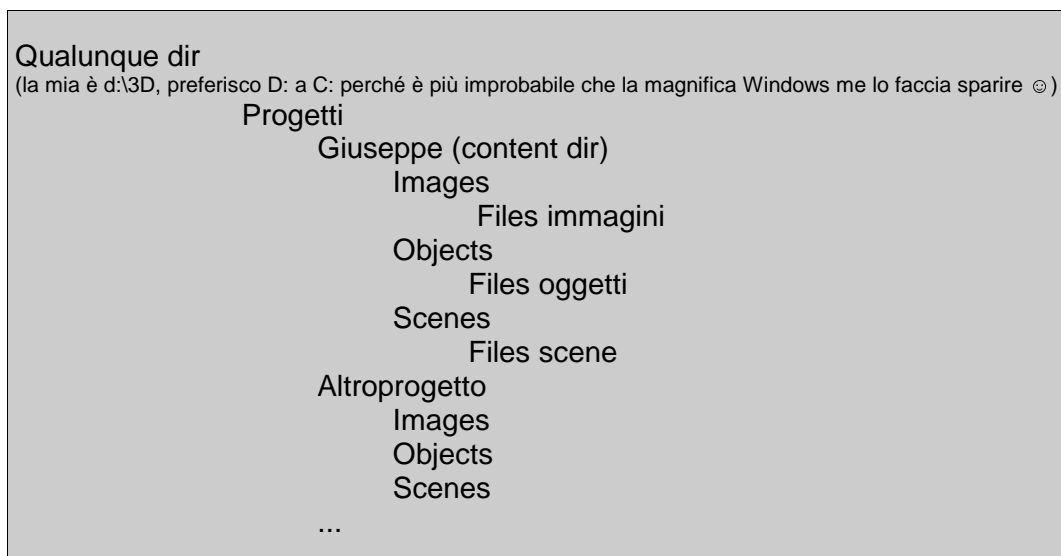 Qualunque dir
(la mia è d:\3D, preferisco D: a C: perché è più improbabile che la magnifica Windows me lo faccia sparire ☺)
Progetti
Giuseppe (content dir)
Images
Files immagini
Objects
Files oggetti
Scenes
Files scene
Altroprogetto
Images
Objects
Scenes
...